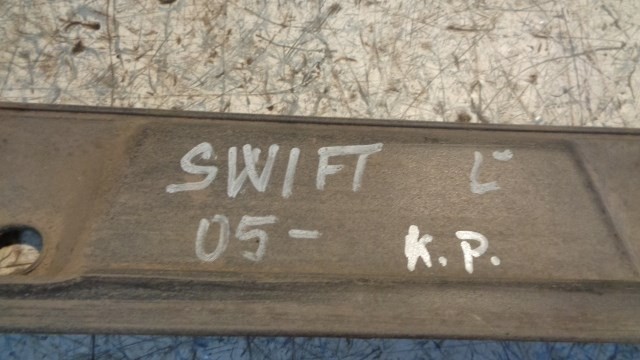 SWIFT L
05- K.P.